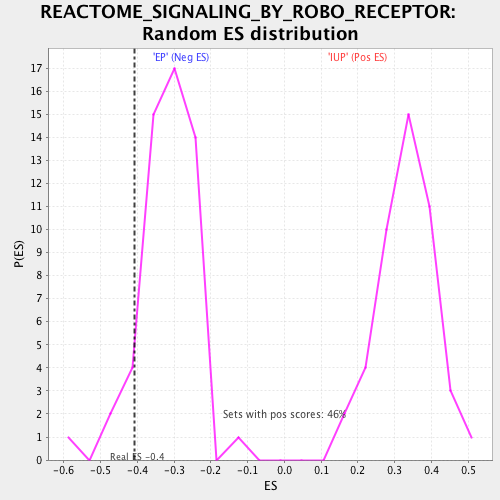 REACTOME_SIGNALING_BY_ROBO_RECEPTOR:
Random ES distribution
'EP' (Neg ES)
'IUP' (Pos ES)
17
16
15
14
13
12
11
10
9
8
7
6
5
4
3
2
1
0
P(ES)
Sets with pos scores: 46%
Real ES -0.4
-0.6 -0.5 -0.4 -0.3 -0.2 -0.1 0.0 0.1 0.2 0.3 0.4 0.5
ES